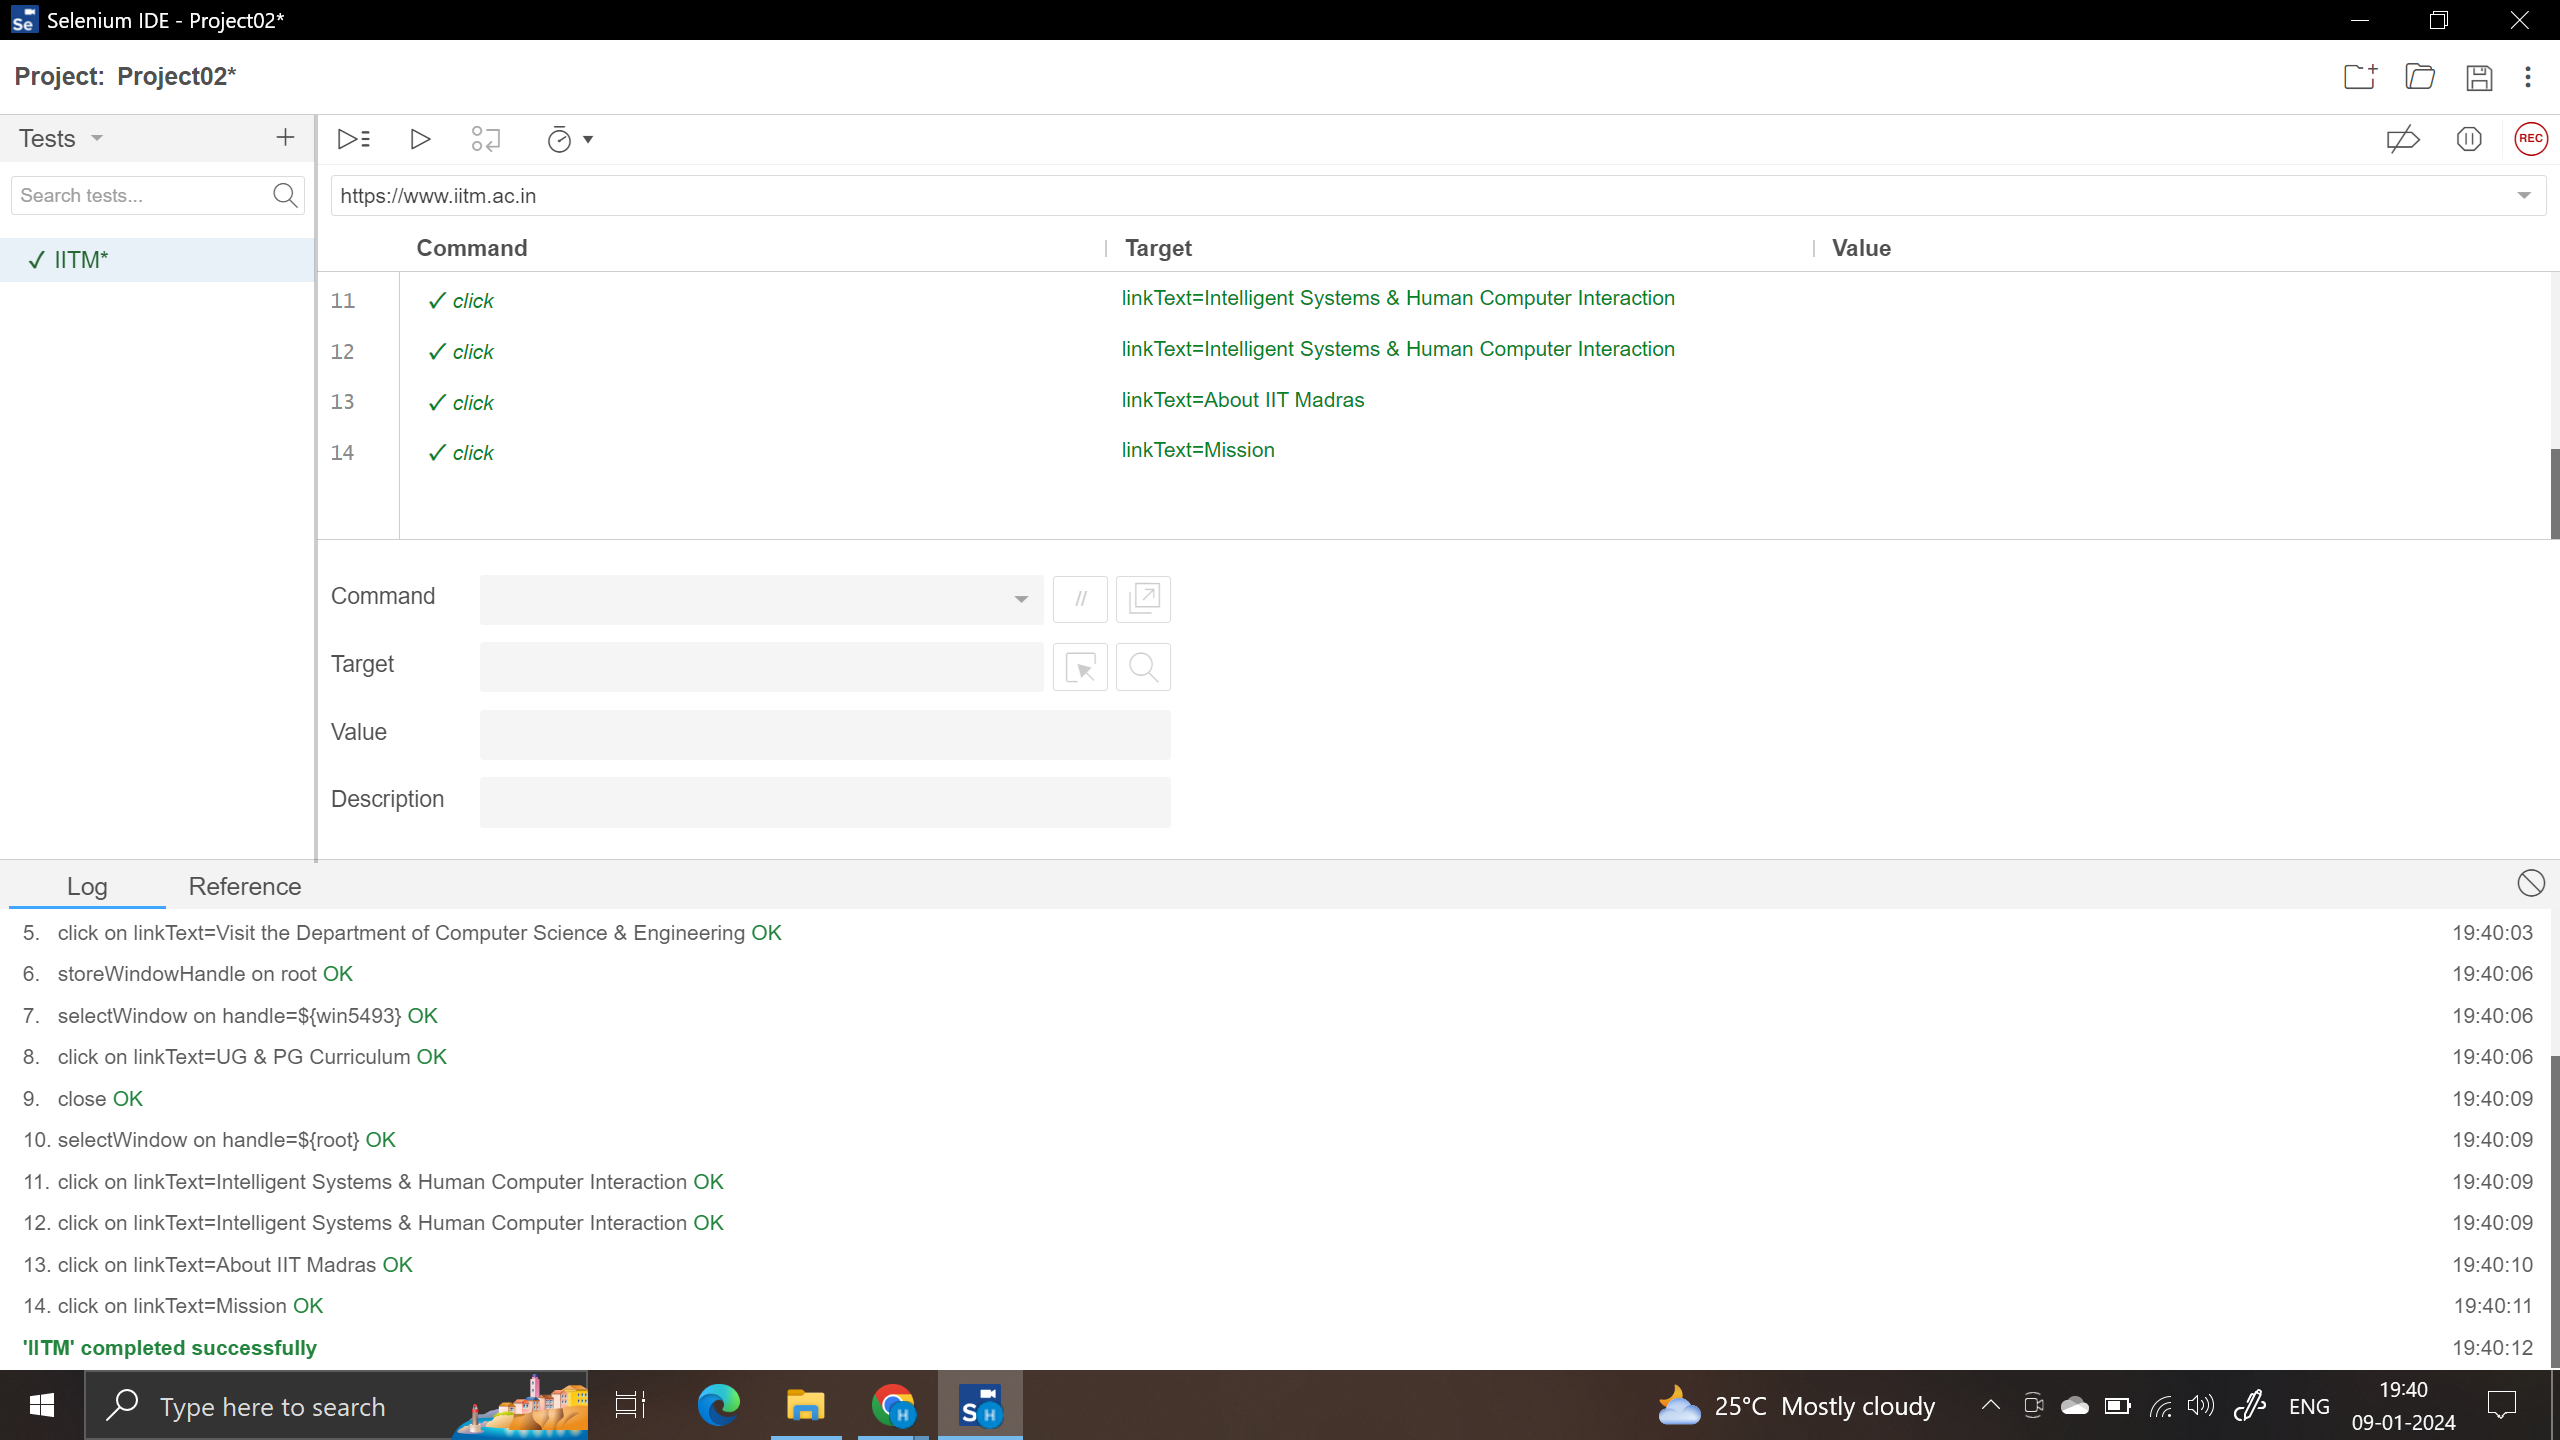 Selenium IDE - Project02*
Project: Project02*
Tests
REC
Search tests...
https://www.iitm.ac.in
✓ IITM*
Command Target Value
11 ✓ click linkText=Intelligent Systems & Human Computer Interaction
12 ✓ click linkText=Intelligent Systems & Human Computer Interaction
13 ✓ click linkText=About IIT Madras
14 ✓ click linkText=Mission
Command //
Target
Value
Description
Log Reference
5. click on linkText=Visit the Department of Computer Science & Engineering OK 19:40:03
6. storeWindowHandle on root OK 19:40:06
7. selectWindow on handle=${win5493} OK 19:40:06
8. click on linkText=UG & PG Curriculum OK 19:40:06
9. close OK 19:40:09
10. selectWindow on handle=${root} OK 19:40:09
11. click on linkText=Intelligent Systems & Human Computer Interaction OK 19:40:09
12. click on linkText=Intelligent Systems & Human Computer Interaction OK 19:40:09
13. click on linkText=About IIT Madras OK 19:40:10
14. click on linkText=Mission OK 19:40:11
'IITM' completed successfully 19:40:12
Type here to search
25°C Mostly cloudy
ENG
19:40
09-01-2024